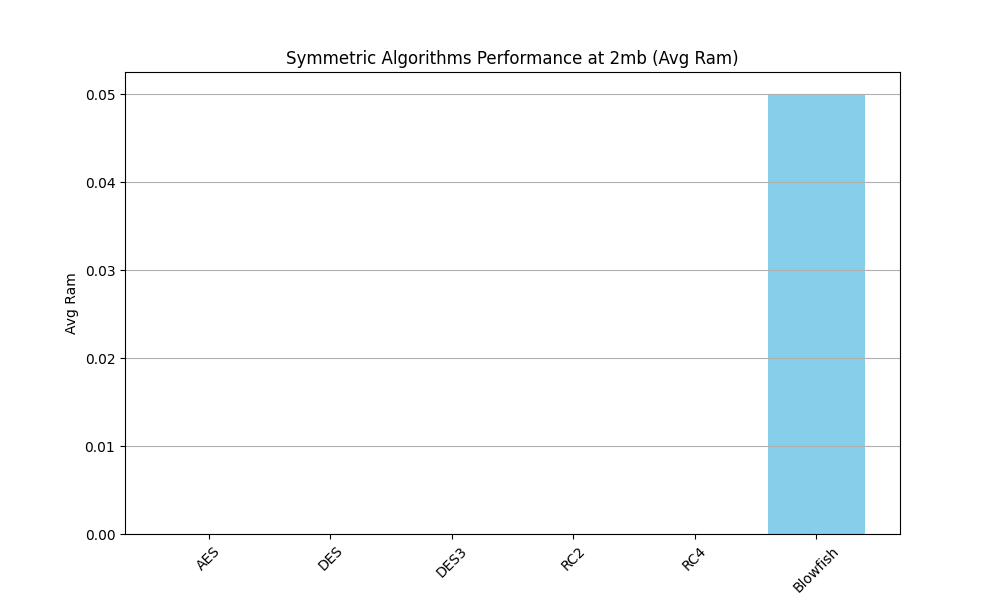 Symmetric Algorithms Performance at 2mb (Avg Ram)
Avg Ram
0.05
0.04
0.03
0.02
0.01
0.00
AES
DES
DES3
RC2
RC4
Blowfish